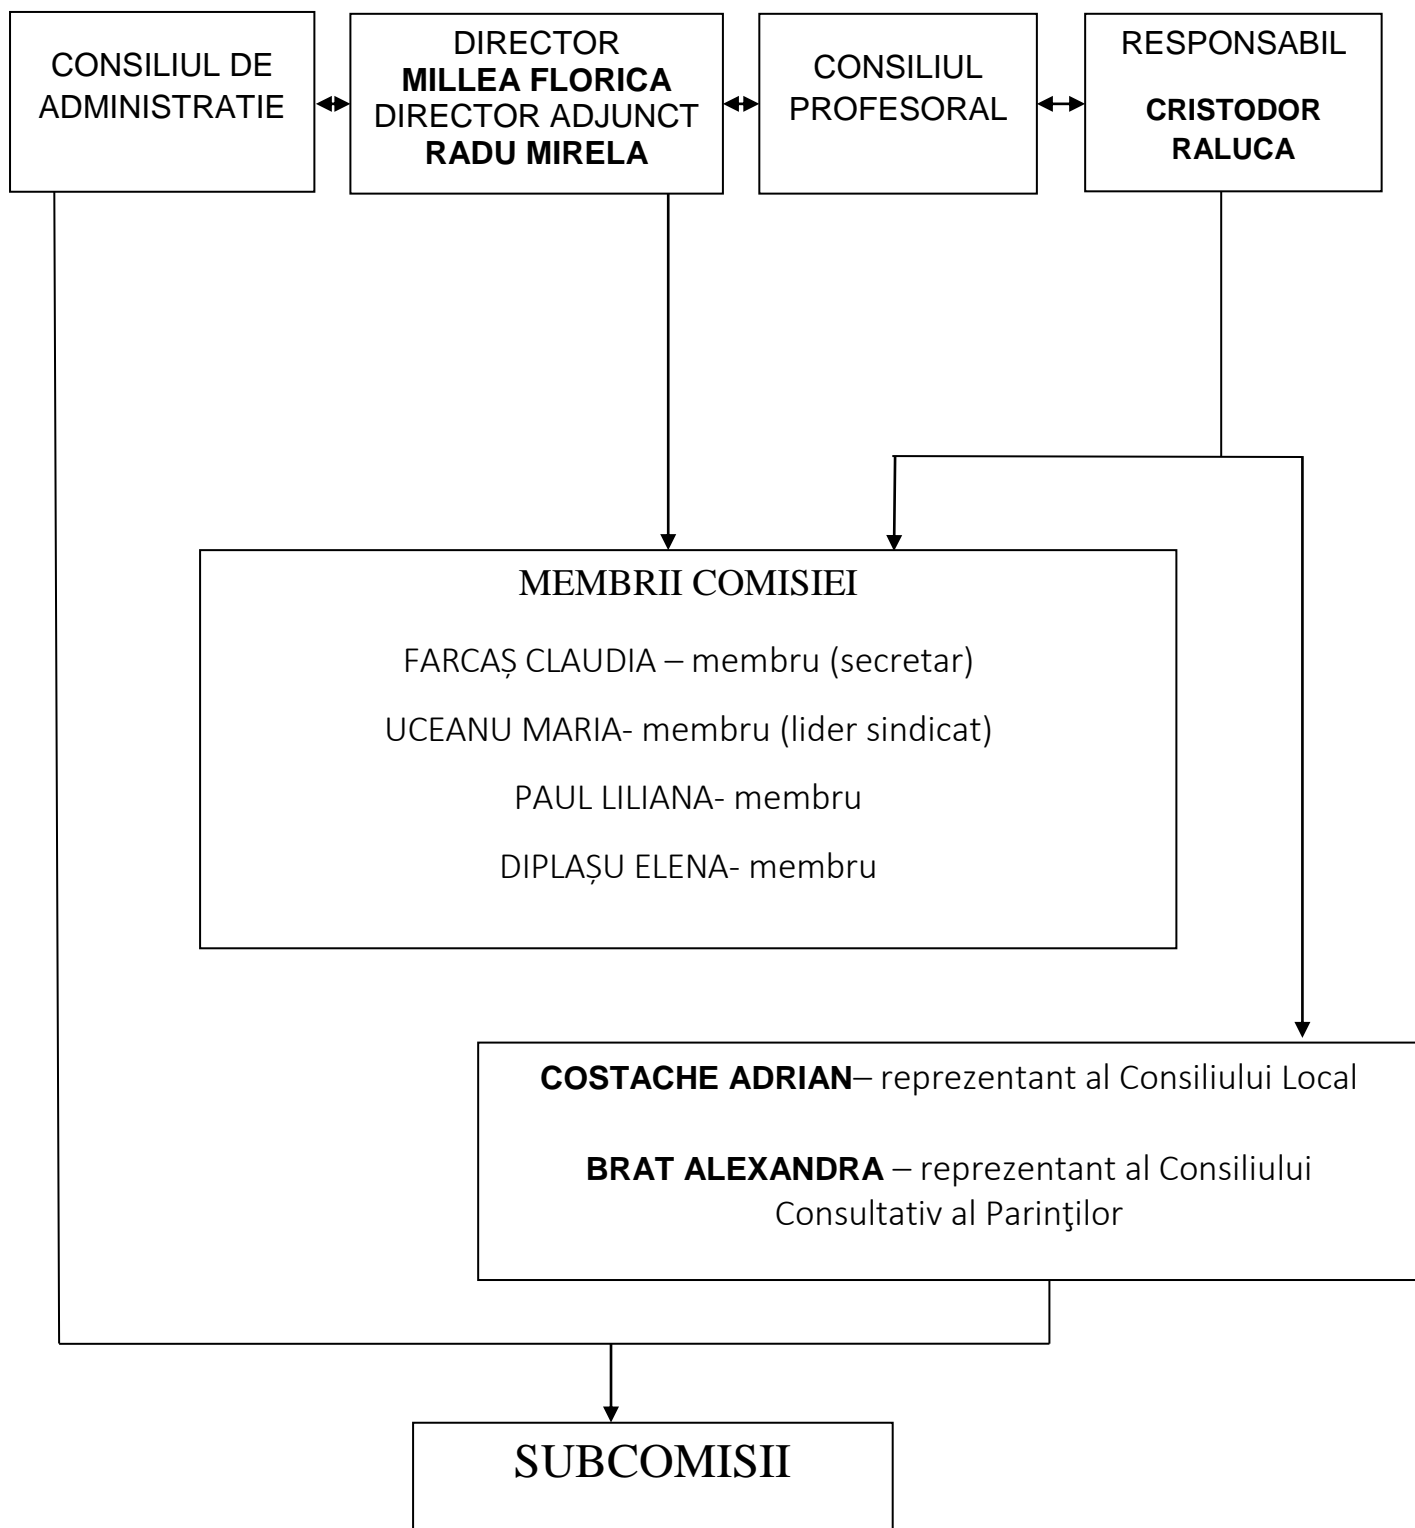 CONSILIUL DE
ADMINISTRATIE
DIRECTOR
MILLEA FLORICA
DIRECTOR ADJUNCT
RADU MIRELA
CONSILIUL
PROFESORAL
RESPONSABIL
CRISTODOR
RALUCA
MEMBRII COMISIEI
FARCAȘ CLAUDIA – membru (secretar)
UCEANU MARIA- membru (lider sindicat)
PAUL LILIANA- membru
DIPLAȘU ELENA- membru
COSTACHE ADRIAN– reprezentant al Consiliului Local
BRAT ALEXANDRA – reprezentant al Consiliului
Consultativ al Parinţilor
SUBCOMISII